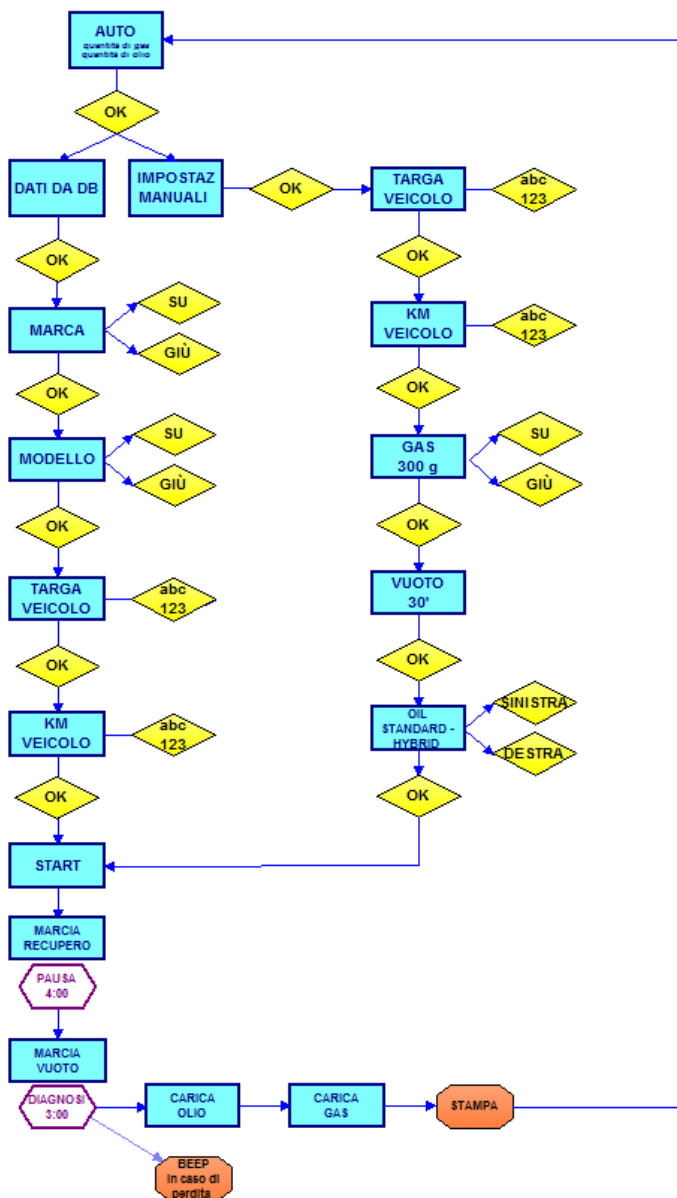 AUTO
quantità di gas
quantità di olio
OK
DATI DA DB
IMPOSTAZ
MANUALI
OK
TARGA
VEICOLO
abc
123
OK
OK
MARCA
SU
GIÙ
KM
VEICOLO
abc
123
OK
OK
MODELLO
SU
GIÙ
GAS
300 g
SU
GIÙ
OK
OK
TARGA
VEICOLO
abc
123
VUOTO
30'
OK
OK
KM
VEICOLO
abc
123
OIL
STANDARD -
HYBRID
SINISTRA
DESTRA
OK
OK
START
MARCIA
RECUPERO
PAUSA
4:00
MARCIA
VUOTO
DIAGNOSI
3:00
CARICA
OLIO
CARICA
GAS
STAMPA
BEEP
in caso di
perdita